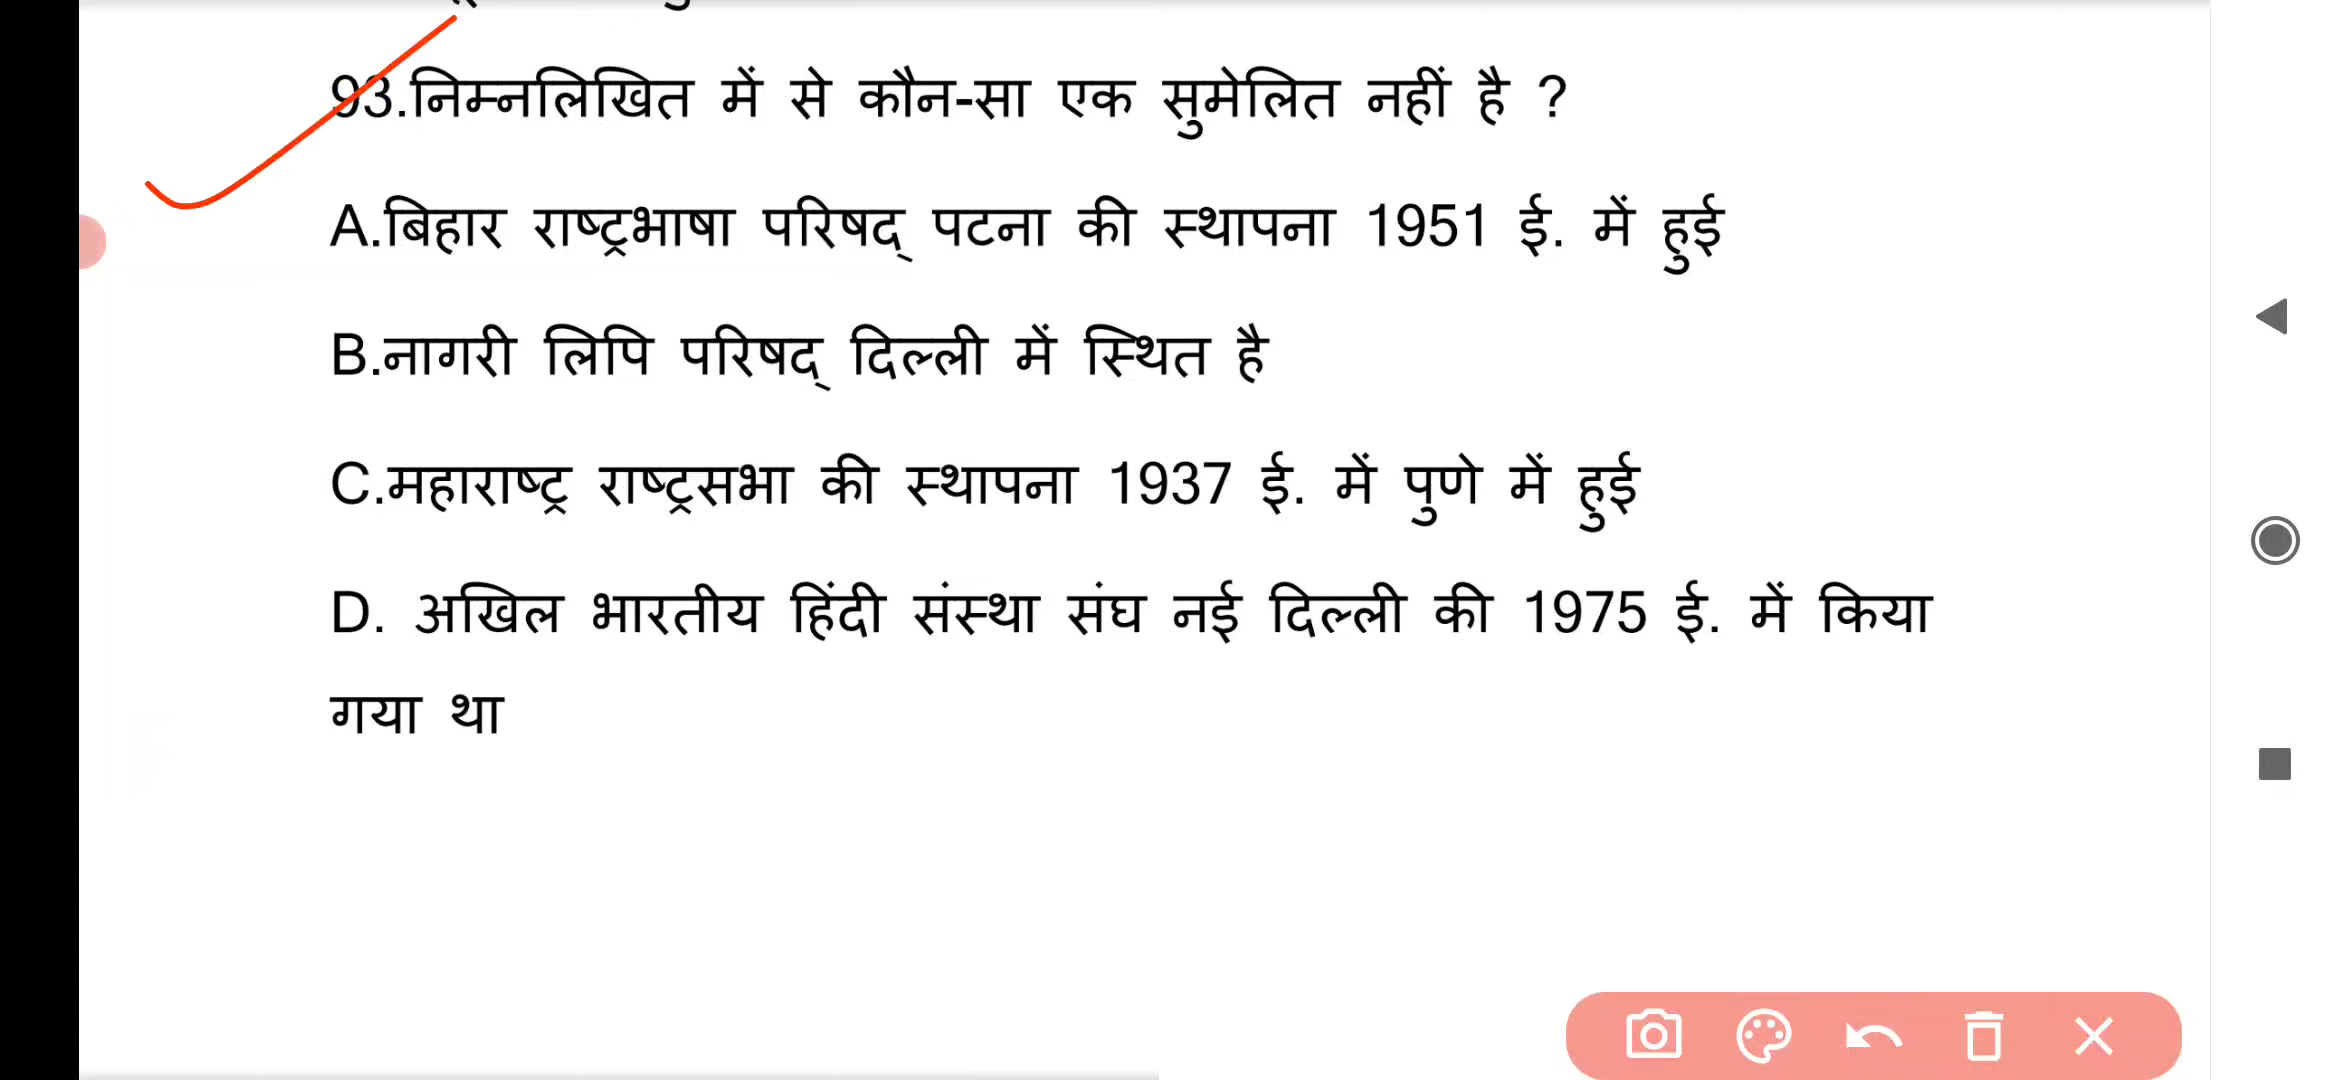 93.निम्नलिखित में से कौन-सा एक सुमेलित नहीं है ?
A.बिहार राष्ट्रभाषा परिषद् पटना की स्थापना 1951 ई. में हुई
B.नागरी लिपि परिषद् दिल्ली में स्थित है
C.महाराष्ट्र राष्ट्रसभा की स्थापना 1937 ई. में पुणे में हुई
D. अखिल भारतीय हिंदी संस्था संघ नई दिल्ली की 1975 ई. में किया
गया था